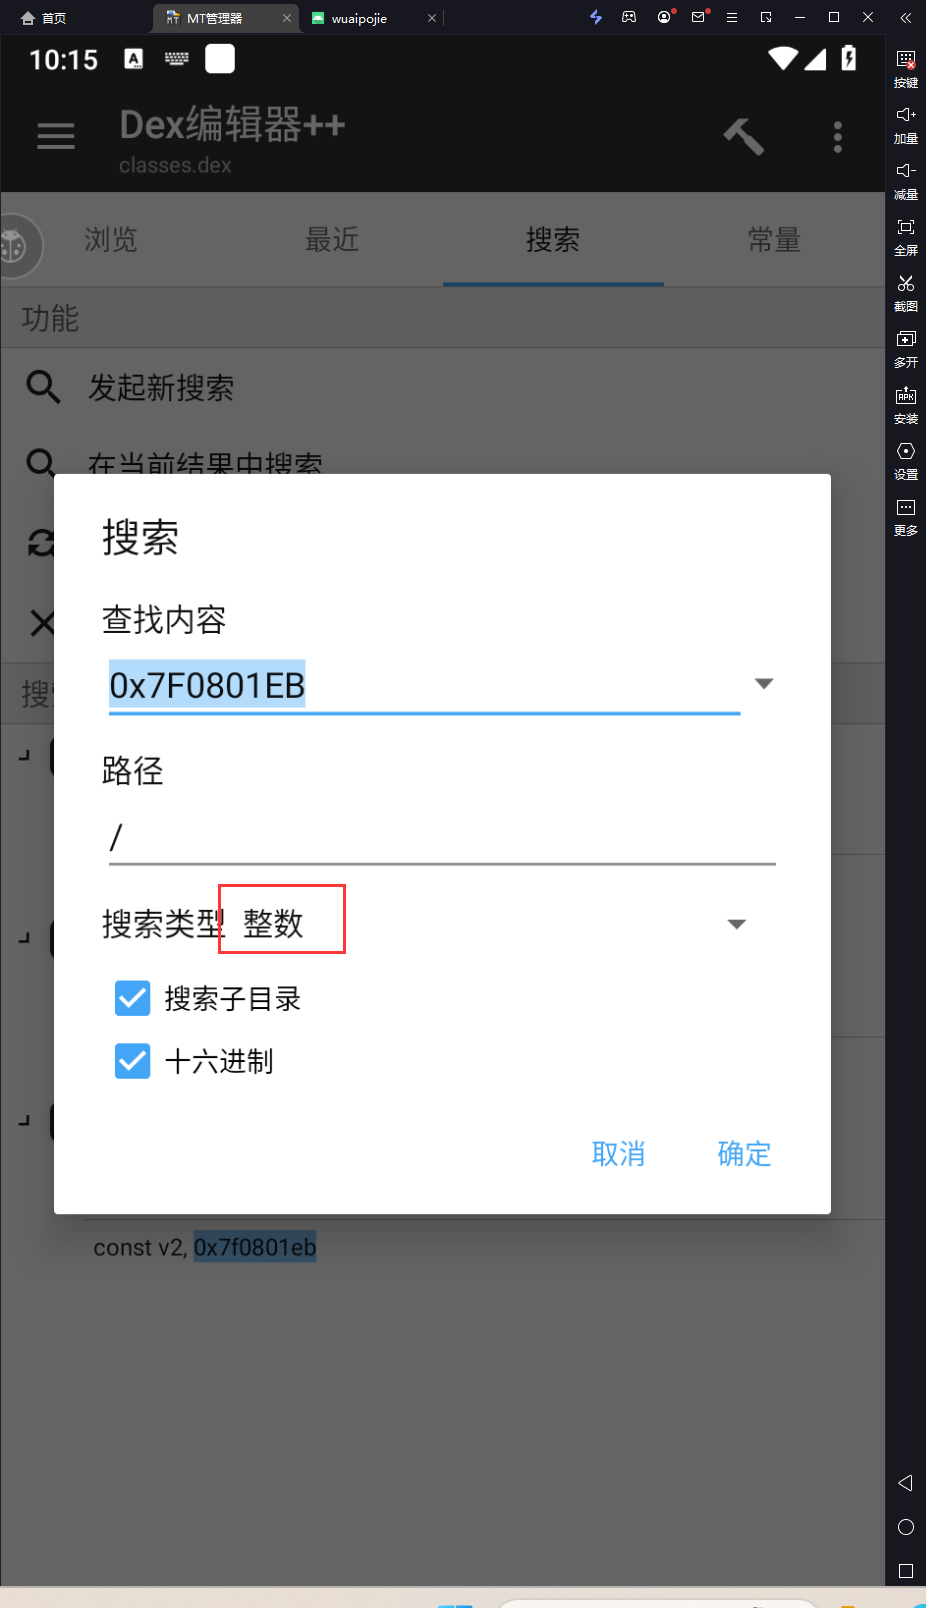 首页
MT管理器
wuaipojie
10:15
A
Dex编辑器++
classes.dex
浏览
最近
搜索
常量
功能
发起新搜索
在当前结果中搜索
搜索
查找内容
0x7F0801EB
路径
/
搜索类型 整数
搜索子目录
十六进制
取消
确定
const v2, 0x7f0801eb
按键
加量
减量
全屏
截图
多开
APK
安装
设置
更多